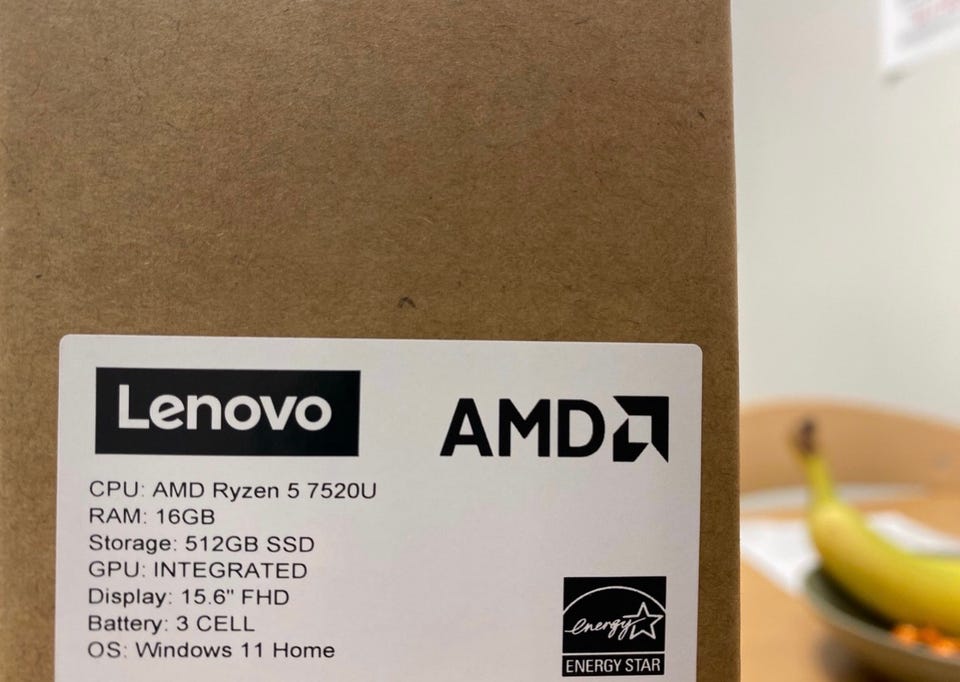 Lenovo
AMD
CPU: AMD Ryzen 5 7520U
RAM: 16GB
Storage: 512GB SSD
GPU: INTEGRATED
Display: 15.6" FHD
Battery: 3 CELL
OS: Windows 11 Home
energy
ENERGY STAR